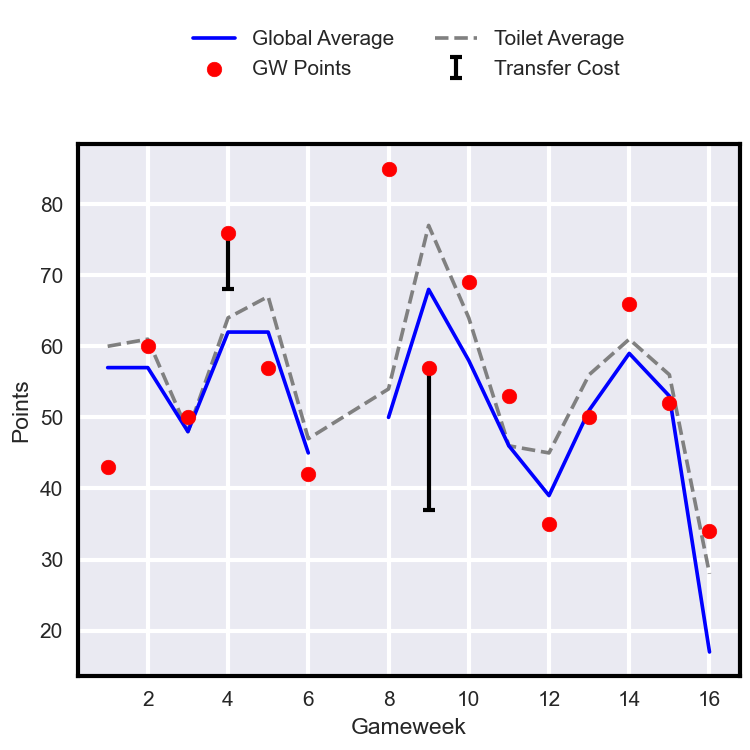 Global Average
Toilet Average
GW Points
Transfer Cost
80
70
60
50
40
30
20
Points
2 4 6 8 10 12 14 16
Gameweek